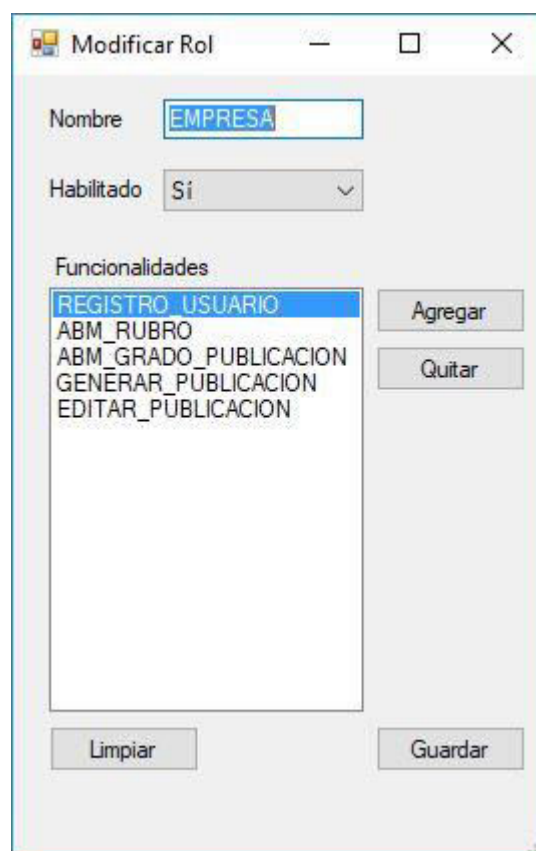 Modificar Rol
Nombre EMPRESA
Habilitado Sí
Funcionalidades
REGISTRO_USUARIO
ABM_RUBRO
ABM_GRADO_PUBLICACION
GENERAR_PUBLICACION
EDITAR_PUBLICACION
Agregar
Quitar
Limpiar
Guardar